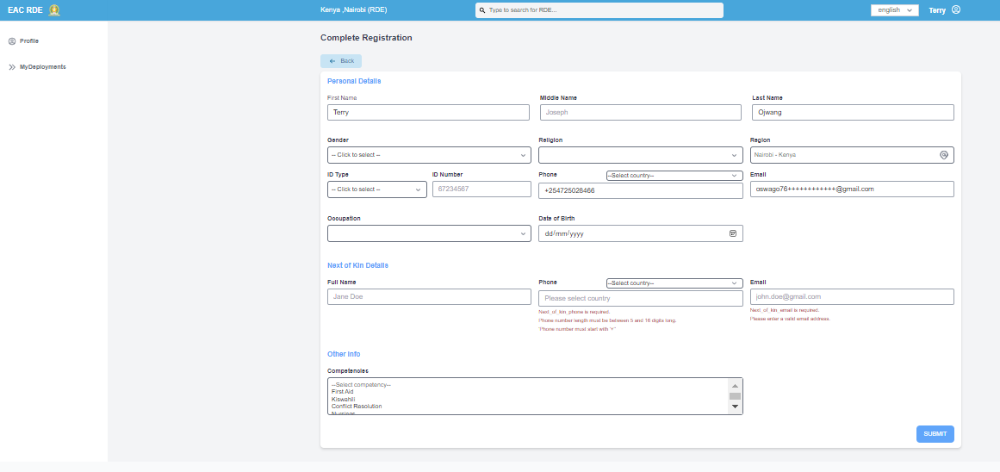 EAC RDE
Kenya ,Nairobi (RDE)
Type to search for RDE...
english
Terry
Profile
MyDeployments
Complete Registration
Back
Personal Details
First Name
Middle Name
Last Name
Terry
Joseph
Ojwang
Gender
Religion
Region
-- Click to select --
Nairobi - Kenya
ID Type
ID Number
Phone
--Select country--
Email
-- Click to select --
67234567
+254725028466
oswago76++++++++++++@gmail.com
Occupation
Date of Birth
dd/mm/yyyy
Next of Kin Details
Full Name
Phone
--Select country--
Email
Jane Doe
Please select country
john.doe@gmail.com
Next_of_kin_phone is required.
Next_of_kin_email is required.
Phone number length must be between 5 and 16 digits long.
Please enter a valid email address.
"Phone number must start with '+'"
Other info
Competencies
--Select competency--
First Aid
Kiswahili
Conflict Resolution
SUBMIT